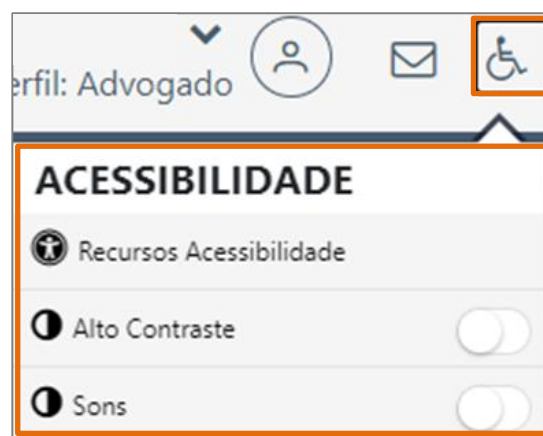 erfil: Advogado
ACESSIBILIDADE
Recursos Acessibilidade
Alto Contraste
Sons